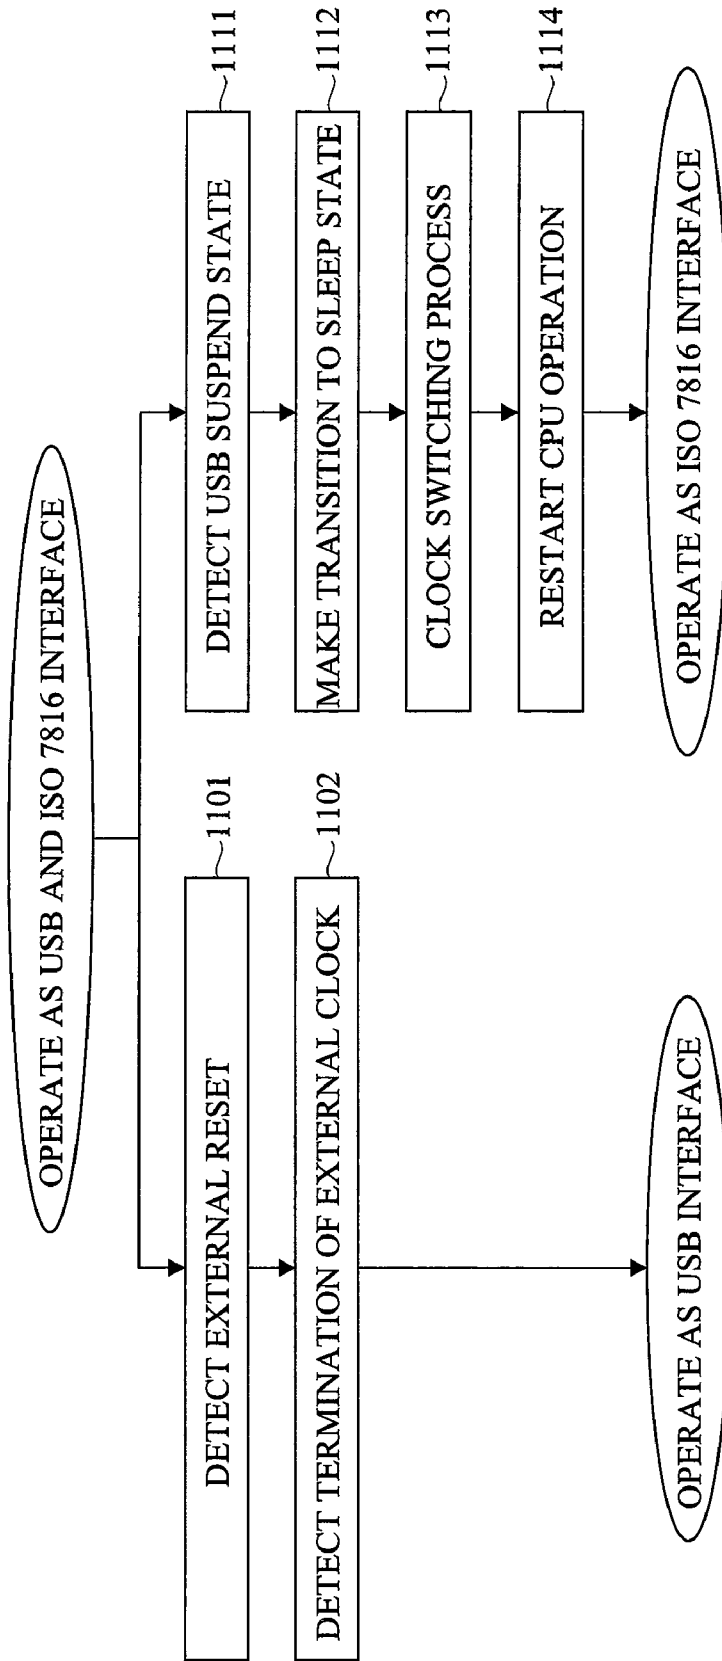 OPERATE AS USB AND ISO 7816 INTERFACE
DETECT EXTERNAL RESET
1101
DETECT TERMINATION OF EXTERNAL CLOCK
1102
OPERATE AS USB INTERFACE
DETECT USB SUSPEND STATE
1111
MAKE TRANSITION TO SLEEP STATE
1112
CLOCK SWITCHING PROCESS
1113
RESTART CPU OPERATION
1114
OPERATE AS ISO 7816 INTERFACE